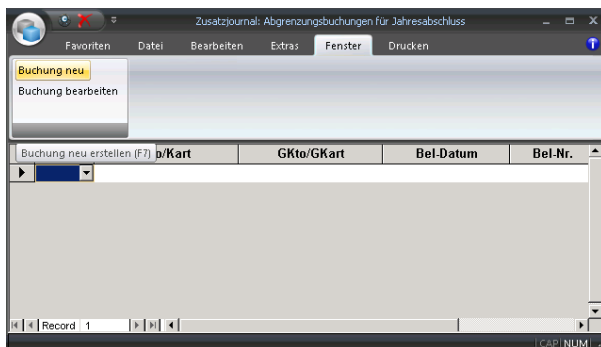 Zusatzjournal: Abgrenzungsbuchungen für Jahresabschluss
Favoriten Datei Bearbeiten Extras Fenster Drucken
Buchung neu
Buchung bearbeiten
Buchung neu erstellen (F7) o/Kart GKto/GKart Bel-Datum Bel-Nr.
Record 1
CAP NUM